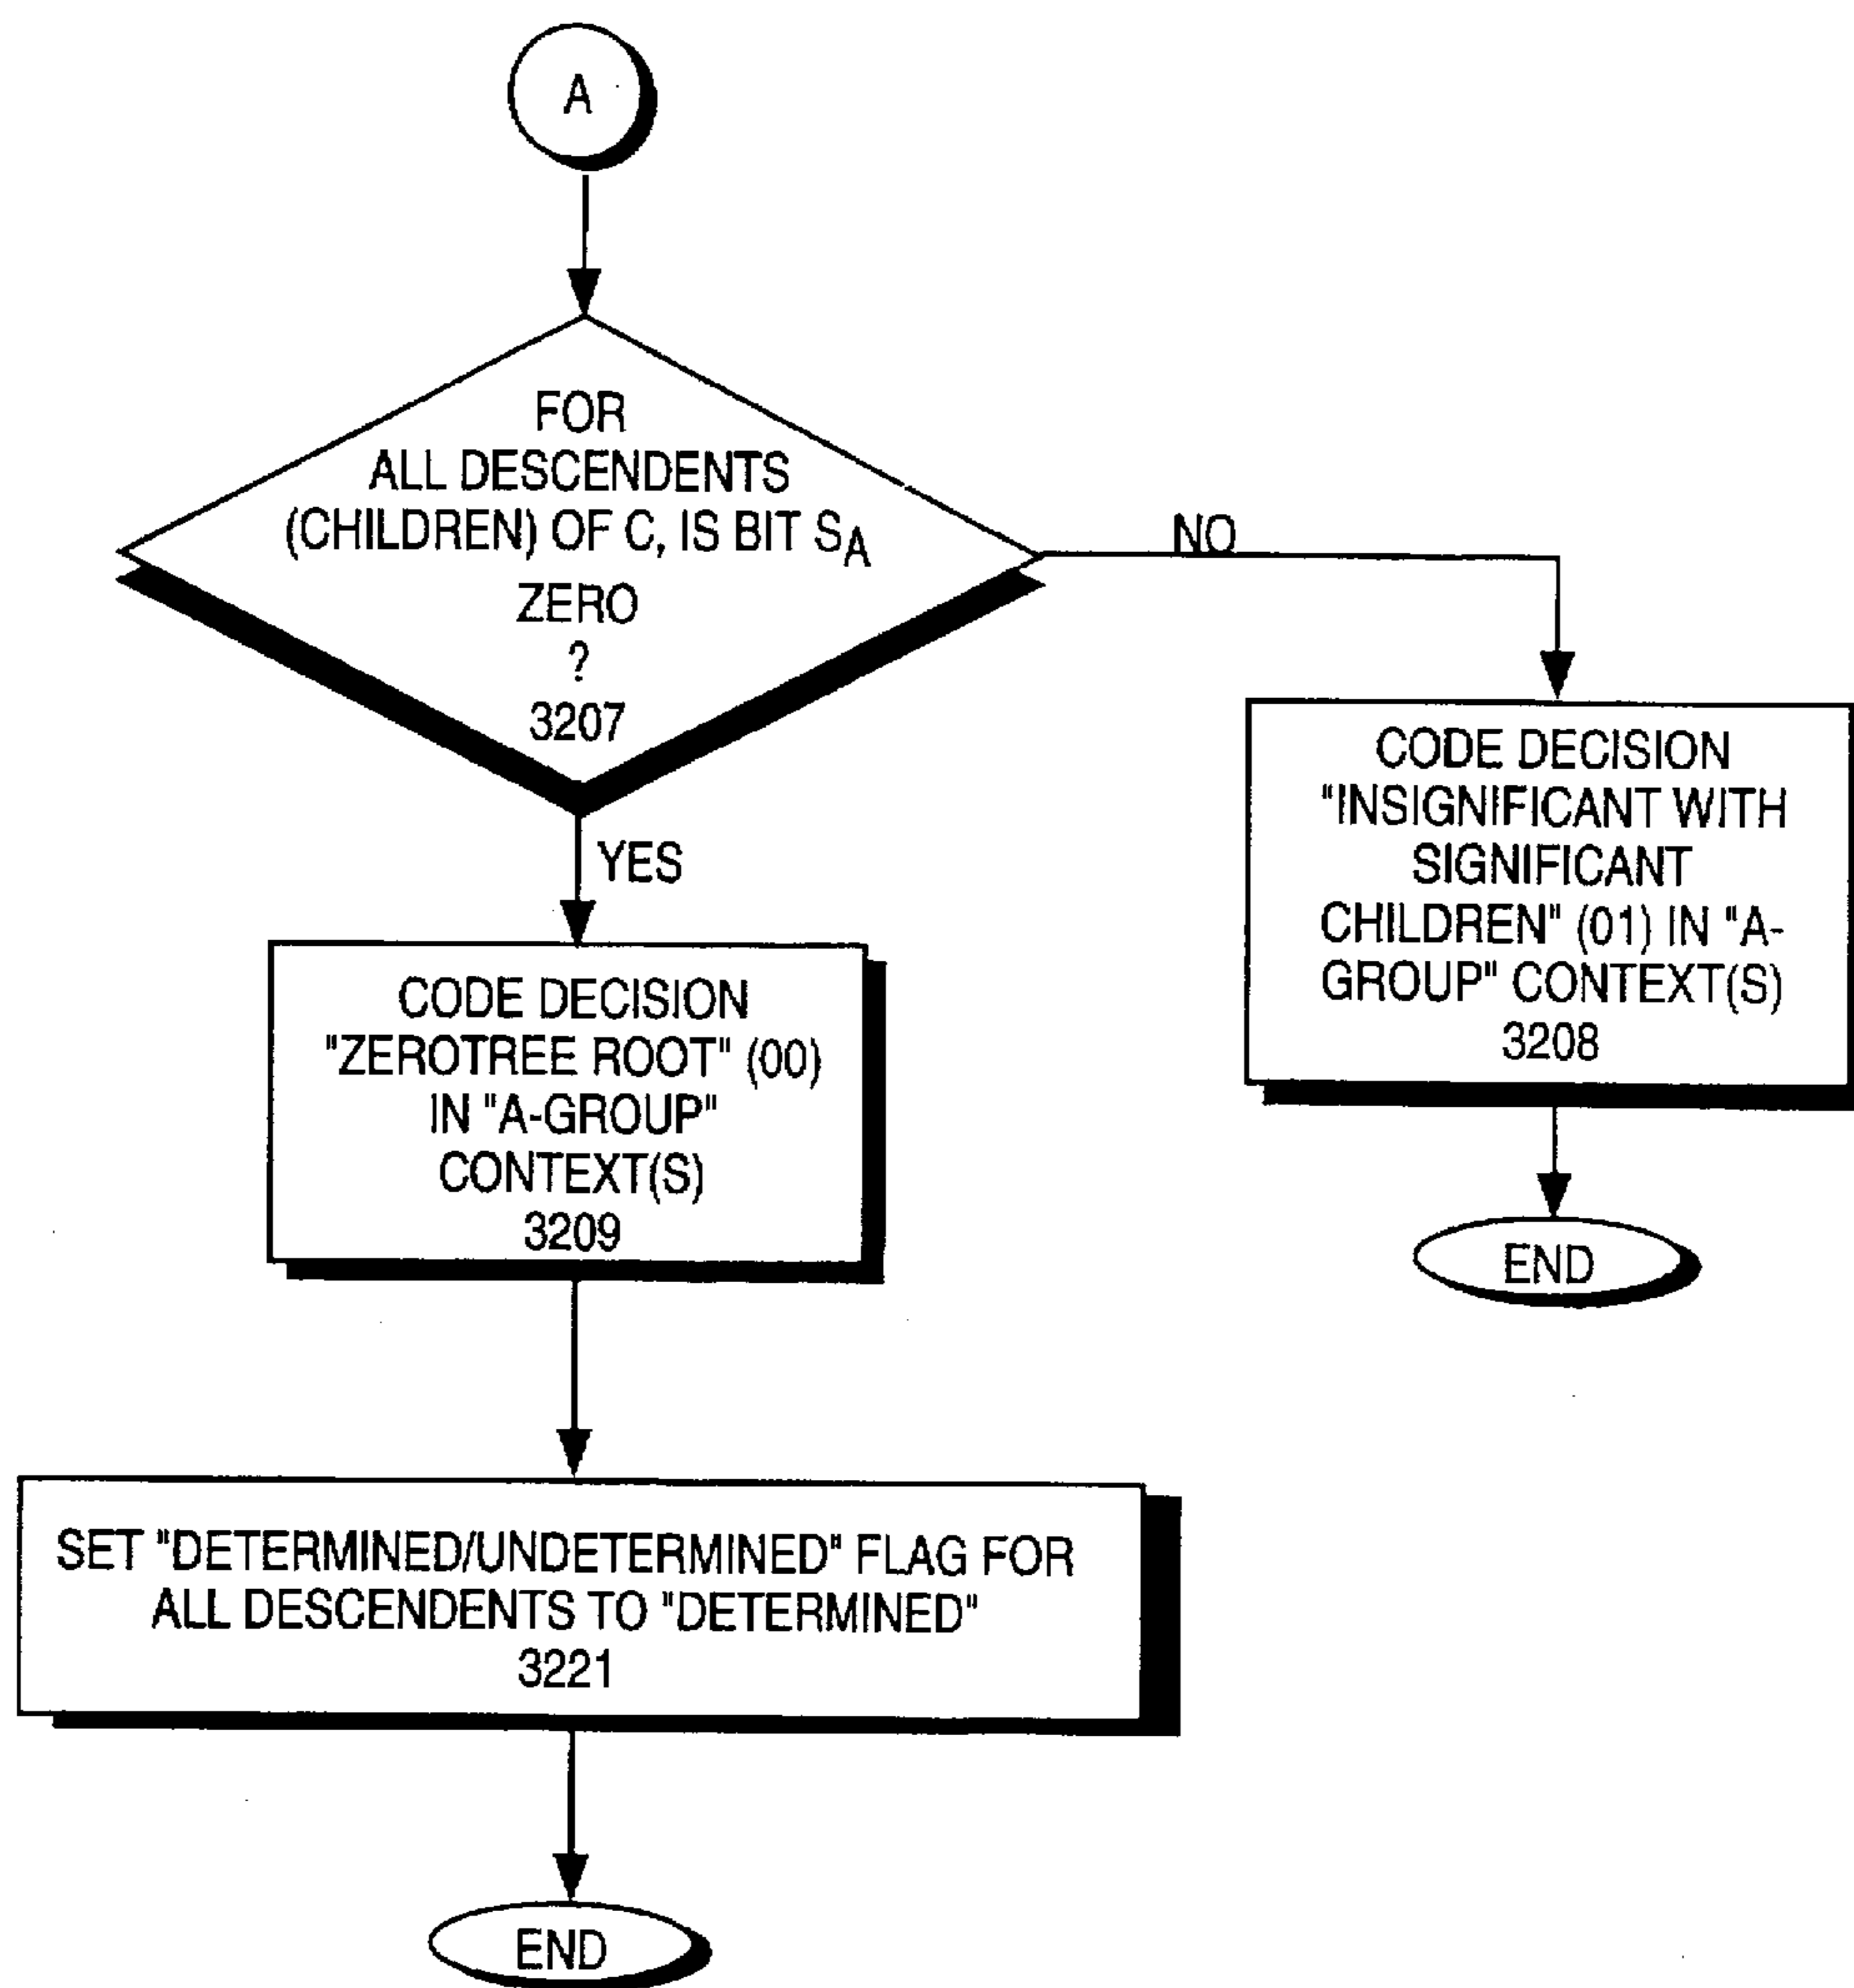 A
FOR
ALL DESCENDENTS
(CHILDREN) OF C, IS BIT SA
ZERO
?
3207
NO
YES
CODE DECISION
"INSIGNIFICANT WITH
SIGNIFICANT
CHILDREN" (01) IN "A-
GROUP" CONTEXT(S)
3208
END
CODE DECISION
"ZEROTREE ROOT" (00)
IN "A-GROUP"
CONTEXT(S)
3209
SET "DETERMINED/UNDETERMINED" FLAG FOR
ALL DESCENDENTS TO "DETERMINED"
3221
END